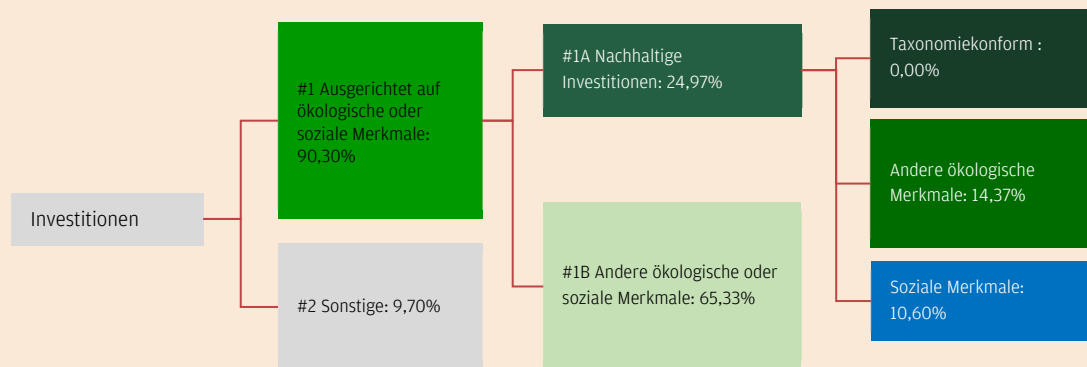 Investitionen
#1 Ausgerichtet auf
ökologische oder
soziale Merkmale:
90,30%
#2 Sonstige: 9,70%
#1A Nachhaltige
Investitionen: 24,97%
#1B Andere ökologische oder
soziale Merkmale: 65,33%
Taxonomiekonform :
0,00%
Andere ökologische
Merkmale: 14,37%
Soziale Merkmale:
10,60%